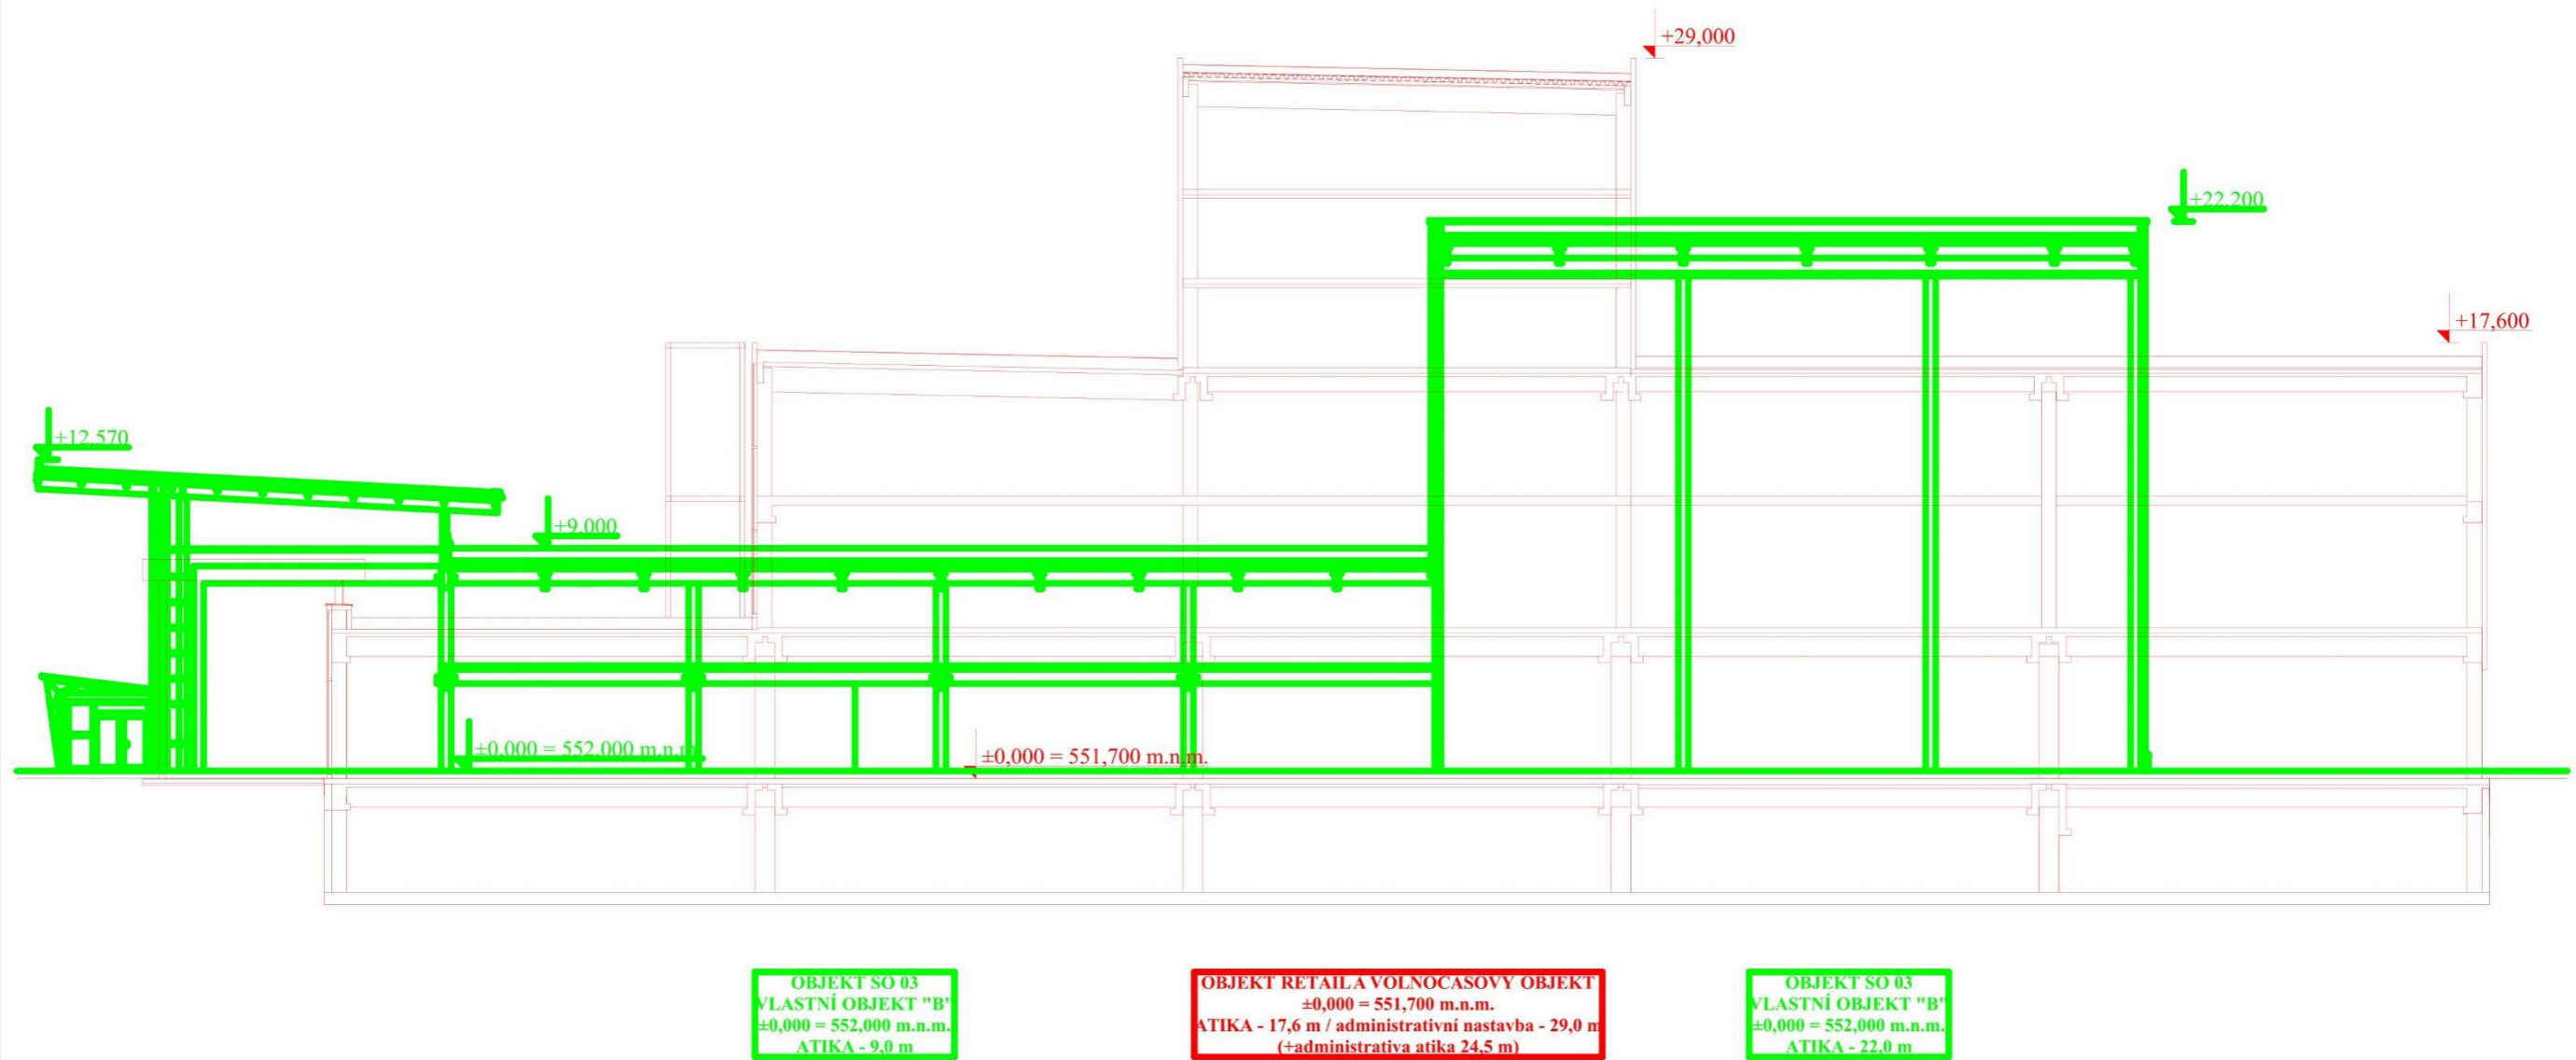 +29,000
+22.200
+17,600
+12.570
+9.000
±0.000 = 552,000 m.n.m.
±0,000 = 551,700 m.n.m.
OBJEKT SO 03
VLASTNÍ OBJEKT "B"
±0,000 = 552,000 m.n.m.
ATIKA - 9,0 m
OBJEKT RETAIL A VOLNOČASOVÝ OBJEKT
±0,000 = 551,700 m.n.m.
ATIKA - 17,6 m / administrativní nastavba - 29,0 m
(+administrativa atika 24,5 m)
OBJEKT SO 03
VLASTNÍ OBJEKT "B"
±0,000 = 552,000 m.n.m.
ATIKA - 22,0 m